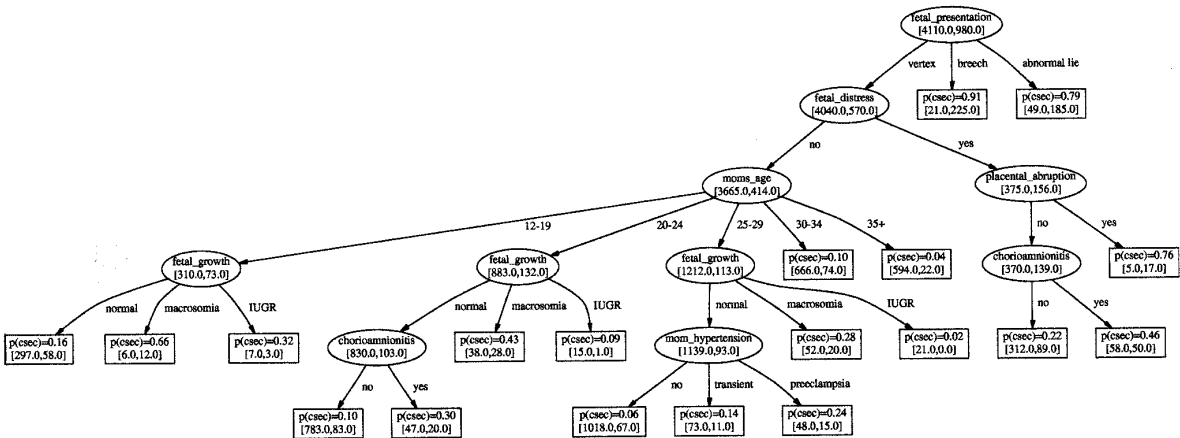 fetal_presentation
[4110.0,980.0]
vertex
breech
abnormal lie
fetal_distress
[4040.0,570.0]
p(csec)=0.91
[21.0,225.0]
p(csec)=0.79
[49.0,185.0]
no
yes
moms_age
[3665.0,414.0]
placental_abruption
[375.0,156.0]
12-19
20-24
25-29
30-34
35+
no
yes
fetal_growth
[310.0,73.0]
fetal_growth
[883.0,132.0]
fetal_growth
[1212.0,113.0]
p(csec)=0.10
[666.0,74.0]
p(csec)=0.04
[594.0,22.0]
chorioamnionitis
[370.0,139.0]
p(csec)=0.76
[5.0,17.0]
normal
macrosomia
IUGR
normal
macrosomia
IUGR
normal
macrosomia
IUGR
no
yes
p(csec)=0.16
[297.0,58.0]
p(csec)=0.66
[6.0,12.0]
p(csec)=0.32
[7.0,3.0]
chorioamnionitis
[830.0,103.0]
p(csec)=0.43
[38.0,28.0]
p(csec)=0.09
[15.0,1.0]
mom_hypertension
[1139.0,93.0]
p(csec)=0.28
[52.0,20.0]
p(csec)=0.02
[21.0,0.0]
p(csec)=0.22
[312.0,89.0]
p(csec)=0.46
[58.0,50.0]
no
yes
no
transient
preeclampsia
p(csec)=0.10
[783.0,83.0]
p(csec)=0.30
[47.0,20.0]
p(csec)=0.06
[1018.0,67.0]
p(csec)=0.14
[73.0,11.0]
p(csec)=0.24
[48.0,15.0]